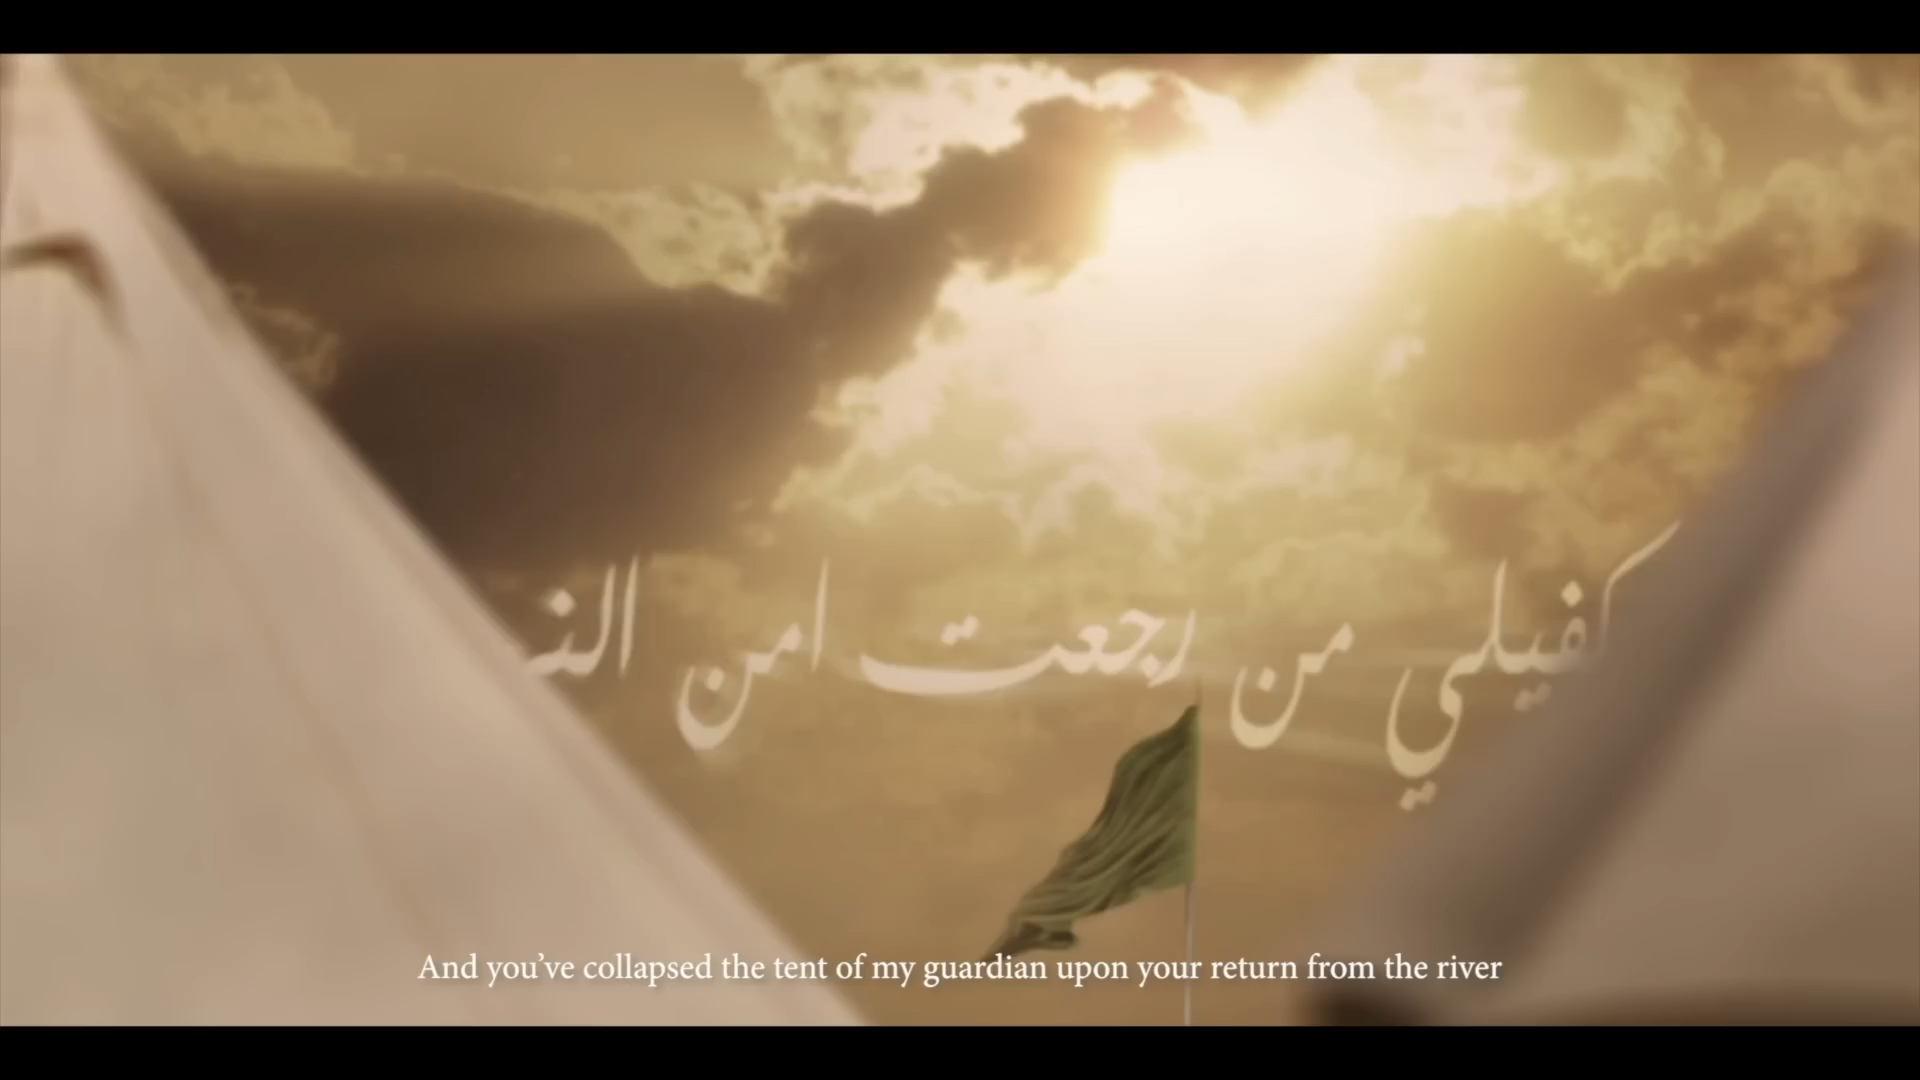 كفيلي من رجعت امن
And you’ve collapsed the tent of my guardian upon your return from the river